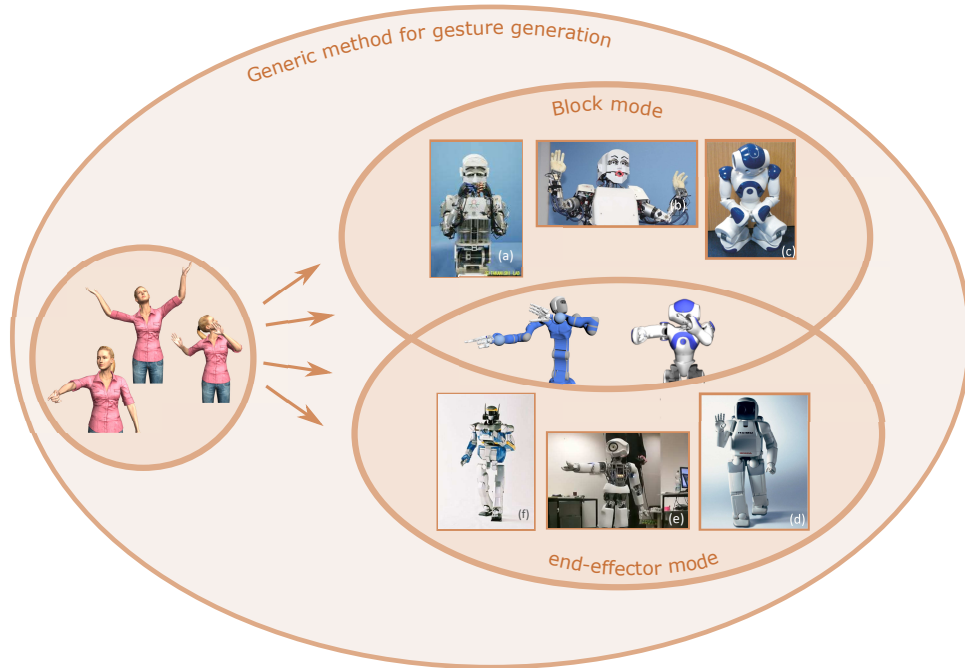 Generic method for gesture generation
Block mode
(a)
(b)
(c)
(f)
(e)
(d)
end-effector mode